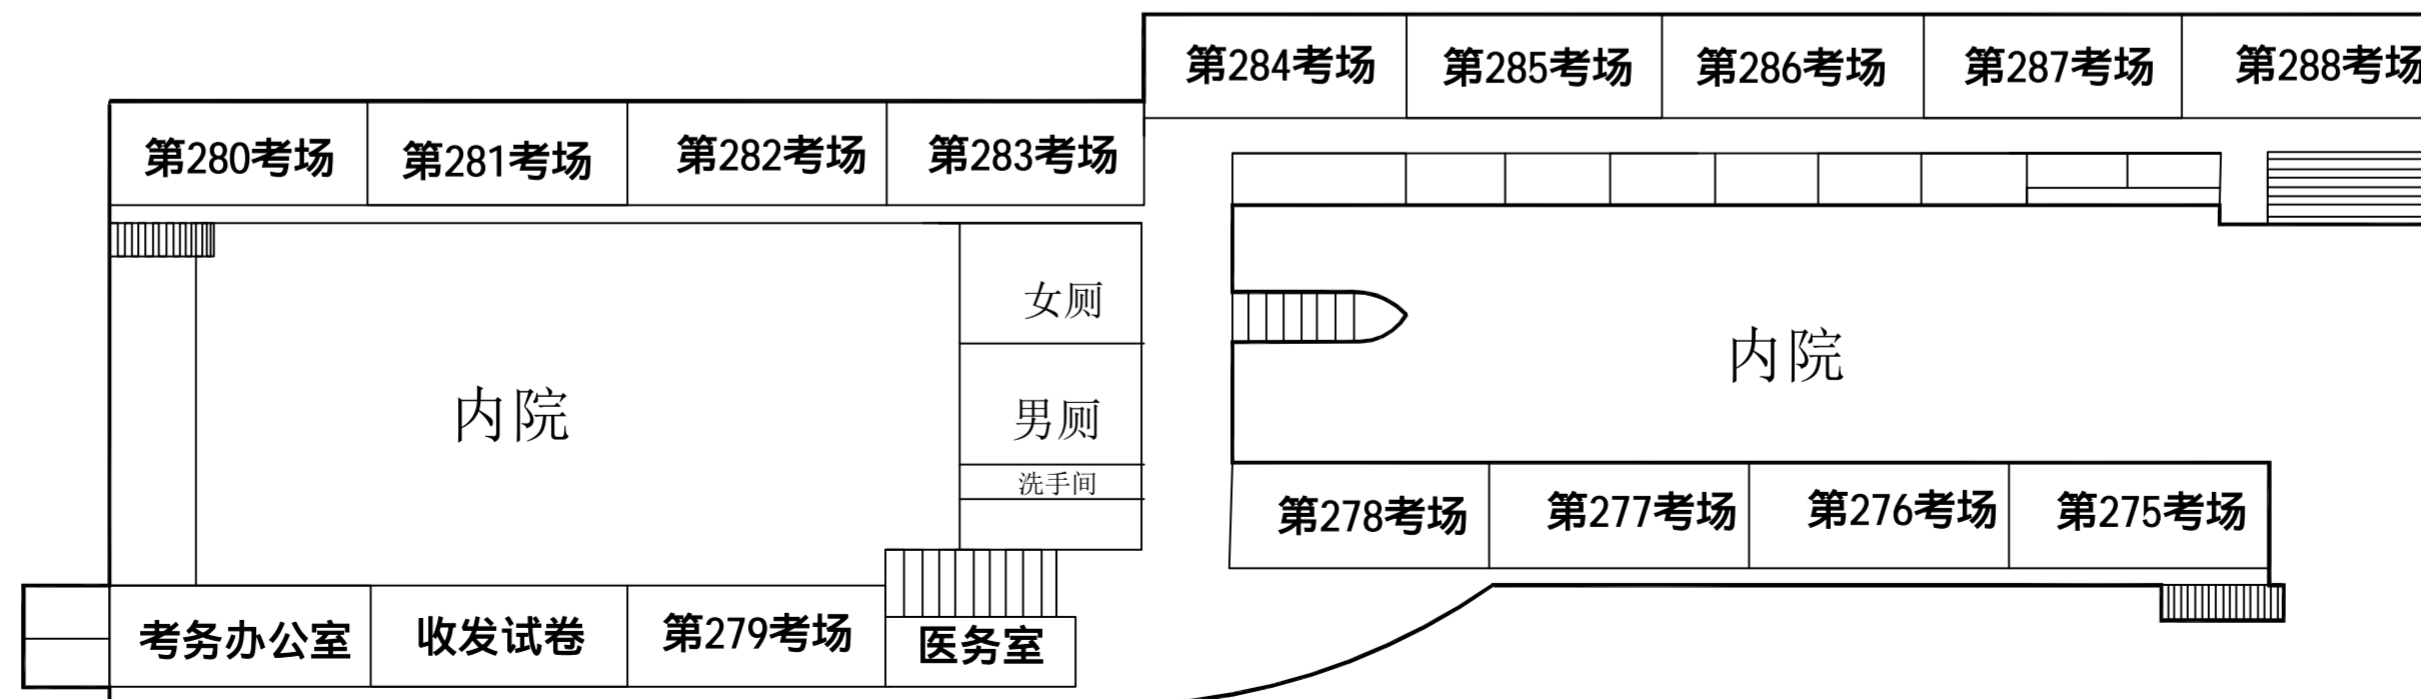 第284考场
第285考场
第286考场
第287考场
第288考场
第280考场
第281考场
第282考场
第283考场
女厕
男厕
洗手间
内院
内院
第278考场
第277考场
第276考场
第275考场
考务办公室
收发试卷
第279考场
医务室